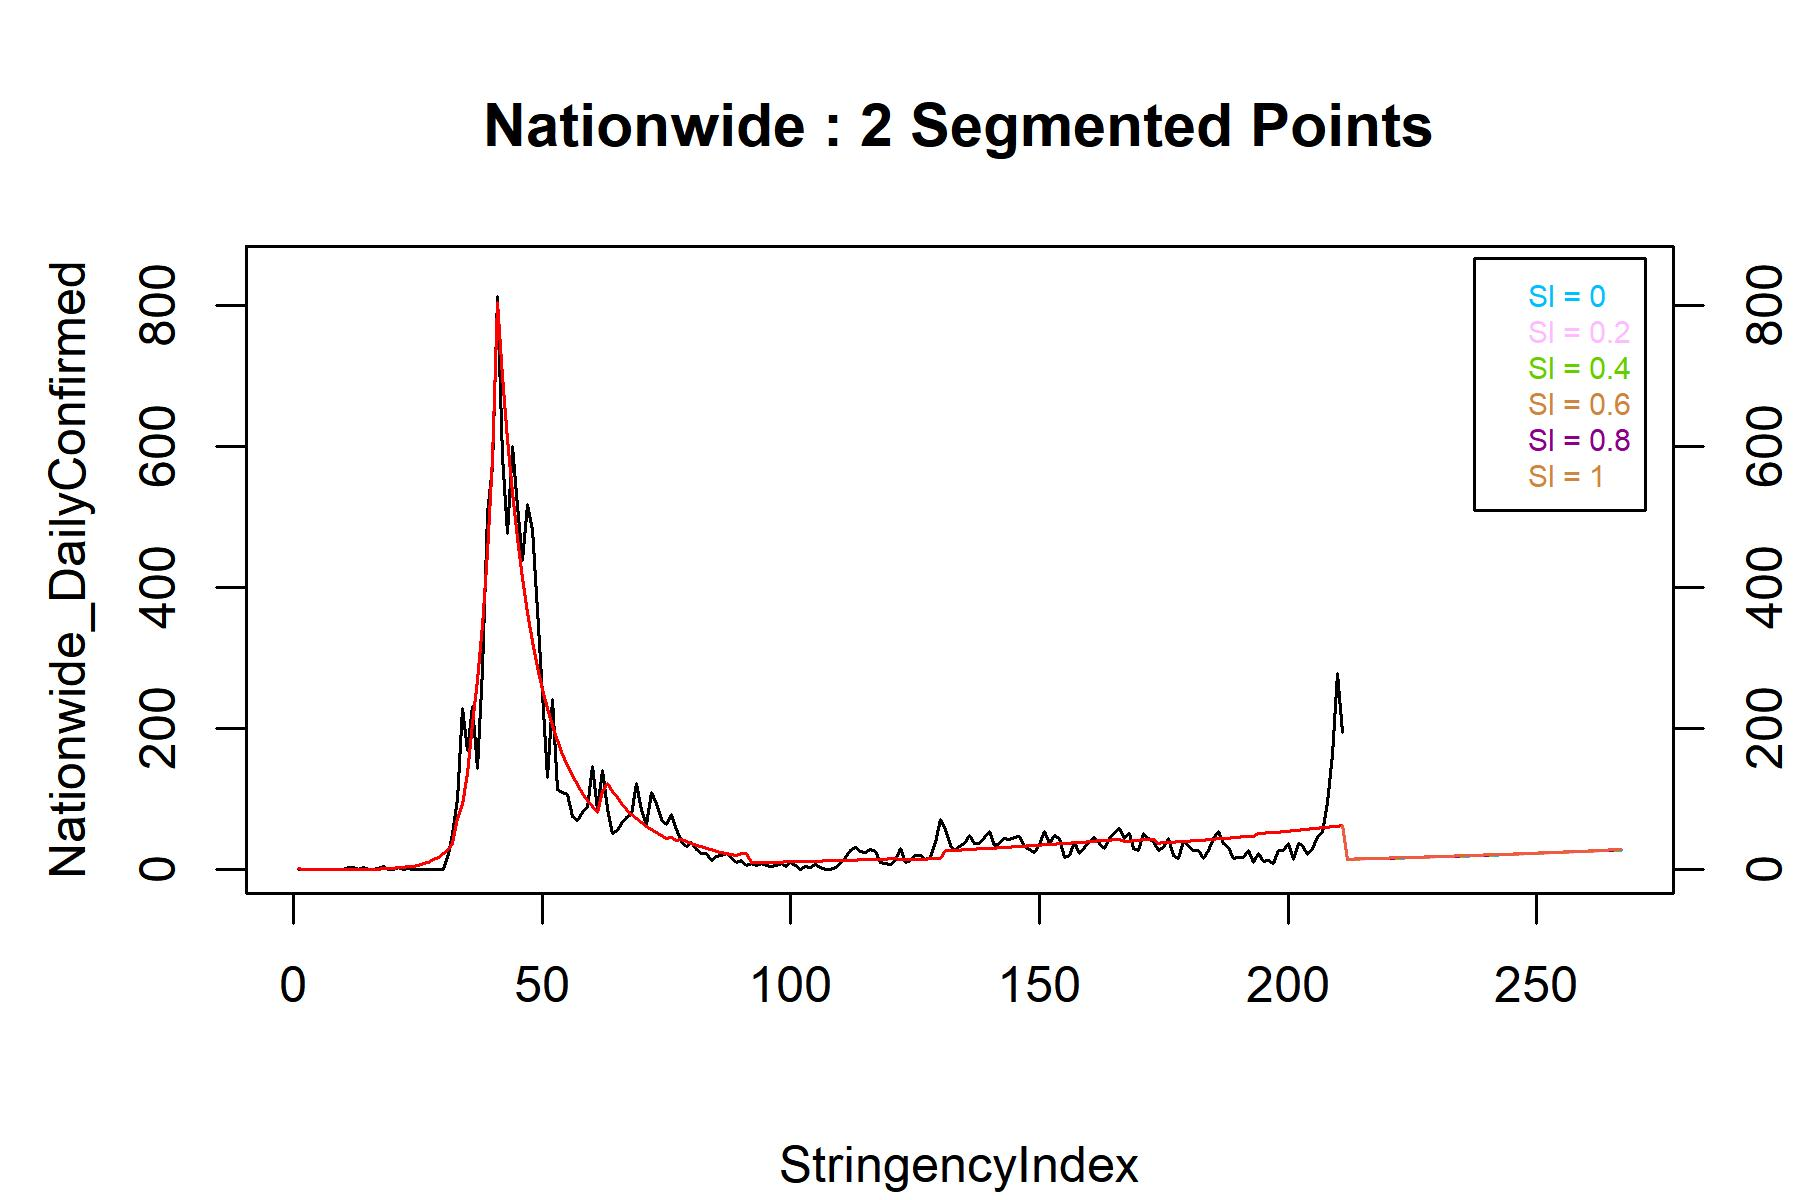 Nationwide : 2 Segmented Points
Nationwide_DailyConfirmed
800
600
400
200
0
SI = 0
SI = 0.2
SI = 0.4
SI = 0.6
SI = 0.8
SI = 1
800
600
400
200
0
0 50 100 150 200 250
StringencyIndex